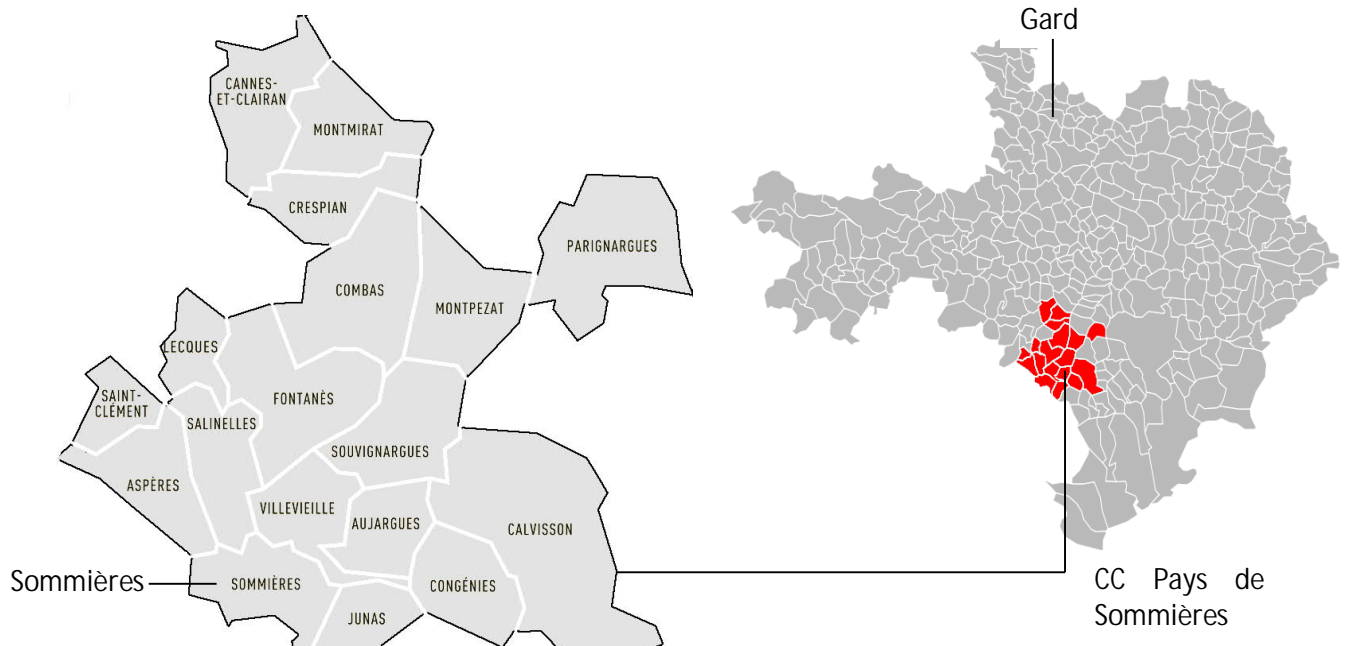 Gard
CANNES-
ET-CLAIRAN
MONTMIRAT
CRESPIAN
PARIGNARGUES
COMBAS
MONTPEZAT
LECQUES
SAINT-
CLÉMENT
FONTANÈS
SALINELLES
SOUVIGNARGUES
ASPÈRES
VILLEVIEILLE
AUJARGUES
CALVISSON
Sommières
SOMMIÈRES
CONGÉNIES
JUNAS
CC Pays de
Sommières